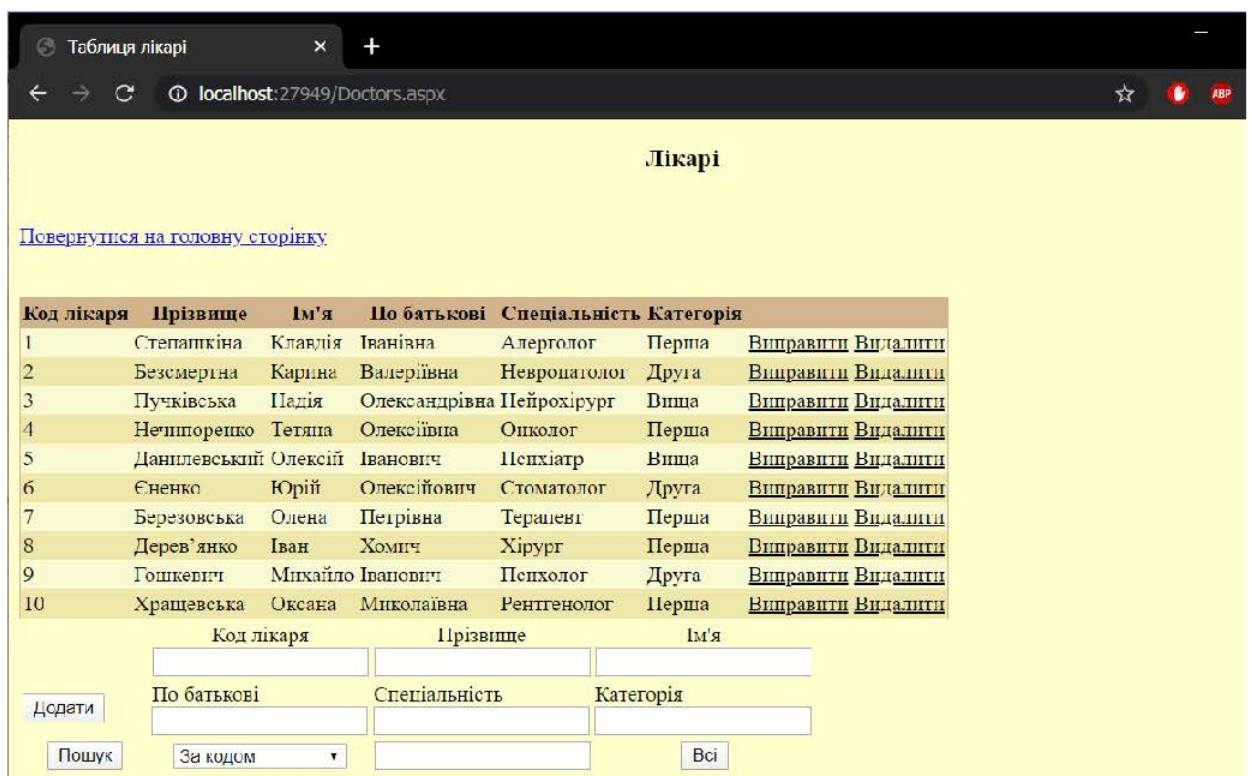 Таблиця лікарі
localhost:27949/Doctors.aspx
ABP
Лікарі
Повернутися на головну сторінку
Код лікаря Прізвище Ім'я По батькові Спеціальність Категорія
1 Степашкіна Клавдія Іванівна Алерголог Перша Виправити Видалити
2 Безсмертна Карина Валеріївна Невропатолог Друга Виправити Видалити
3 Пучківська Надія Олександрівна Нейрохірург Вища Виправити Видалити
4 Нечипоренко Тетяна Олексіївна Онколог Перша Виправити Видалити
5 Данилевський Олексій Іванович Психіатр Вища Виправити Видалити
6 Єненко Юрій Олексійович Стоматолог Друга Виправити Видалити
7 Березовська Олена Петрівна Терапевт Перша Виправити Видалити
8 Дерев’янко Іван Хомич Хірург Перша Виправити Видалити
9 Гошкевич Михайло Іванович Психолог Друга Виправити Видалити
10 Хращевська Оксана Миколаївна Рентгенолог Перша Виправити Видалити
Код лікаря Прізвище Ім'я
По батькові Спеціальність Категорія
Додати
Пошук За кодом Всі